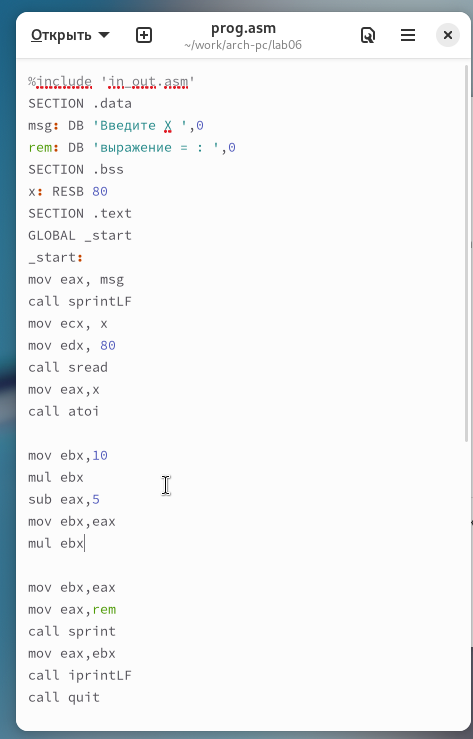 Открыть
prog.asm
~/work/arch-pc/lab06
%include 'in_out.asm'
SECTION .data
msg: DB 'Введите X ',0
rem: DB 'выражение = : ',0
SECTION .bss
x: RESB 80
SECTION .text
GLOBAL _start
_start:
mov eax, msg
call sprintLF
mov ecx, x
mov edx, 80
call sread
mov eax,x
call atoi
mov ebx,10
mul ebx
sub eax,5
mov ebx,eax
mul ebx
mov ebx,eax
mov eax,rem
call sprint
mov eax,ebx
call iprintLF
call quit